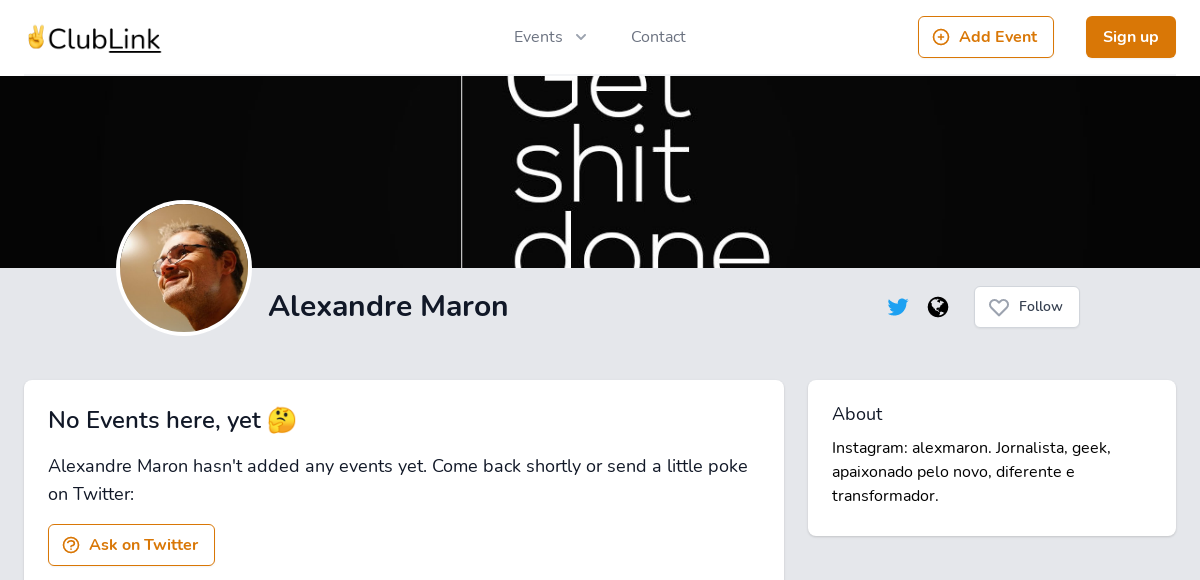 ✌️ClubLink
Events
Contact
Add Event
Sign up
Get
shit
done
Alexandre Maron
Follow
No Events here, yet 🤔
Alexandre Maron hasn't added any events yet. Come back shortly or send a little poke
on Twitter:
Ask on Twitter
About
Instagram: alexmaron. Jornalista, geek,
apaixonado pelo novo, diferente e
transformador.